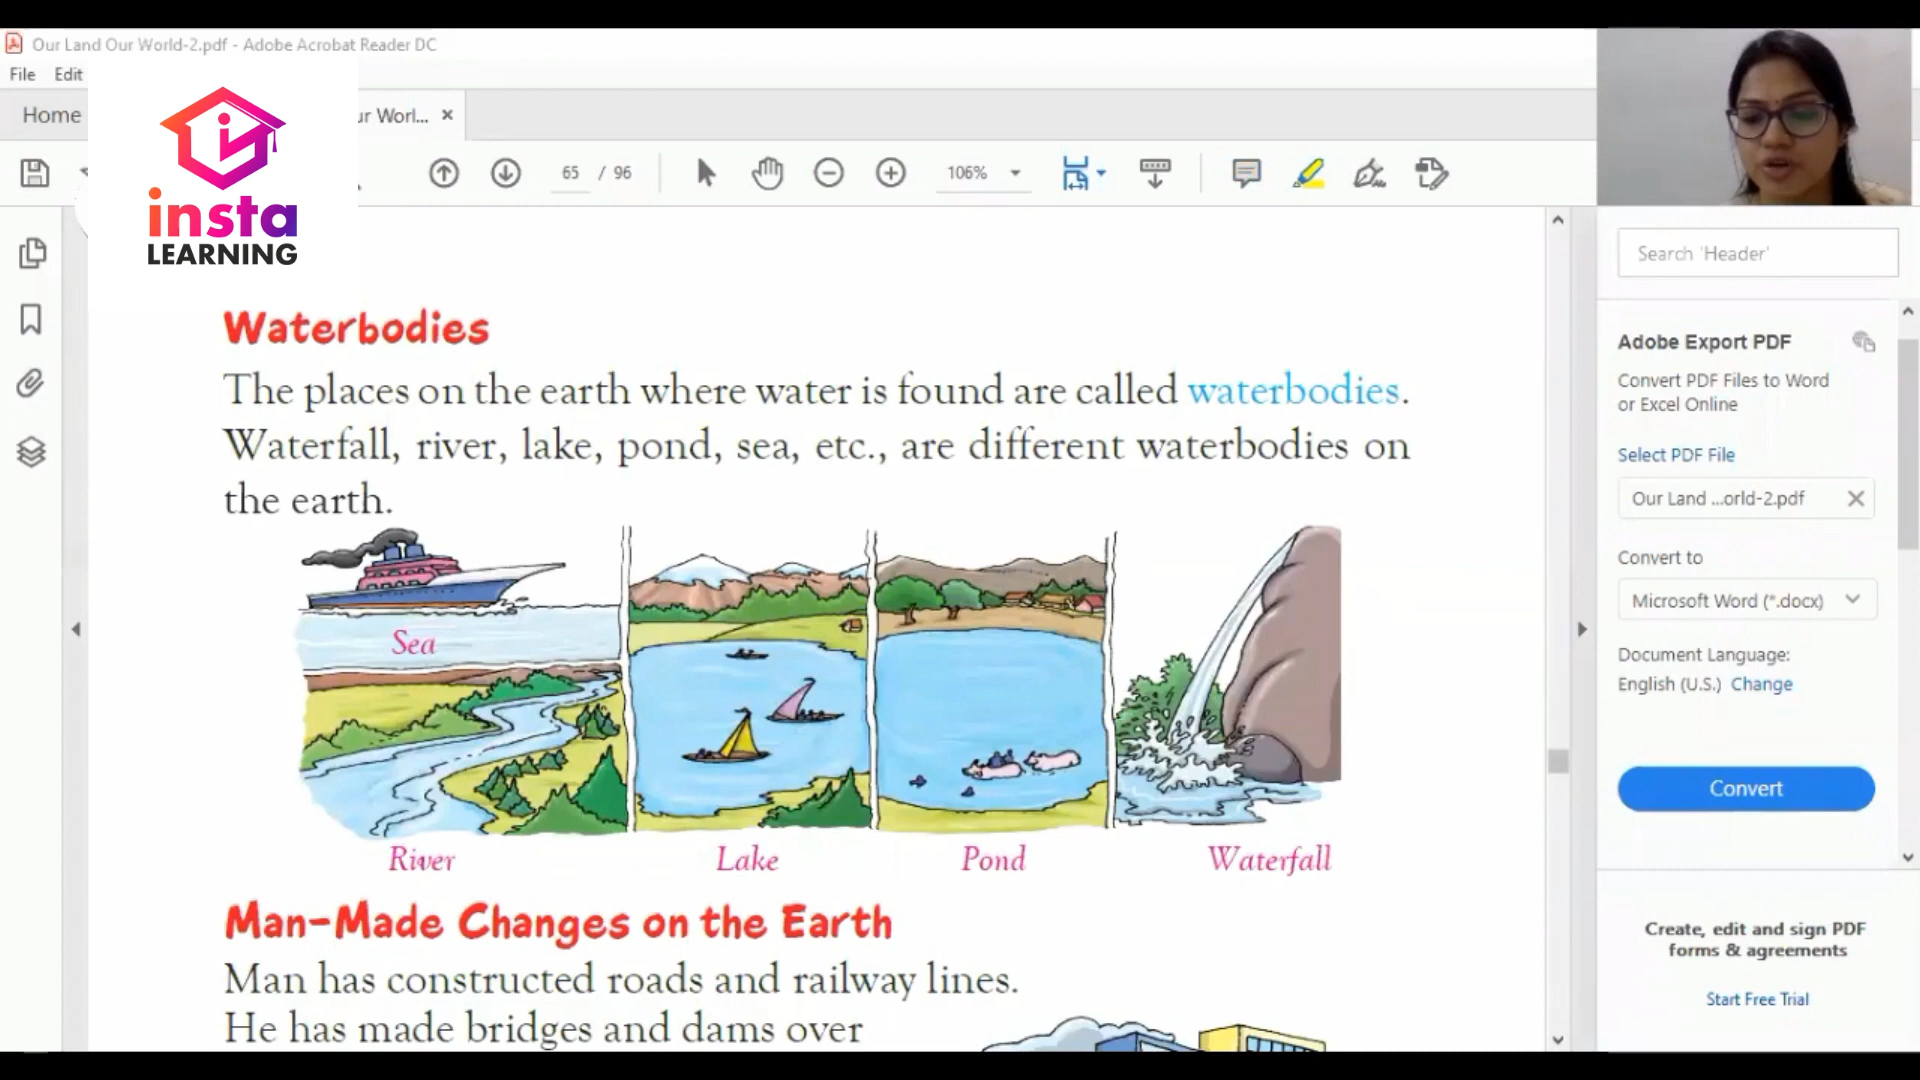 Our Land Our World-2.pdf - Adobe Acrobat Reader DC
File Edit
Home
ur Worl...
65 / 96
106%
insta
LEARNING
Waterbodies
The places on the earth where water is found are called waterbodies.
Waterfall, river, lake, pond, sea, etc., are different waterbodies on
the earth.
Sea
River Lake Pond Waterfall
Man-Made Changes on the Earth
Man has constructed roads and railway lines.
He has made bridges and dams over
Search 'Header'
Adobe Export PDF
Convert PDF Files to Word
or Excel Online
Select PDF File
Our Land ...orld-2.pdf
Convert to
Microsoft Word (*.docx)
Document Language:
English (U.S.) Change
Convert
Create, edit and sign PDF
forms & agreements
Start Free Trial